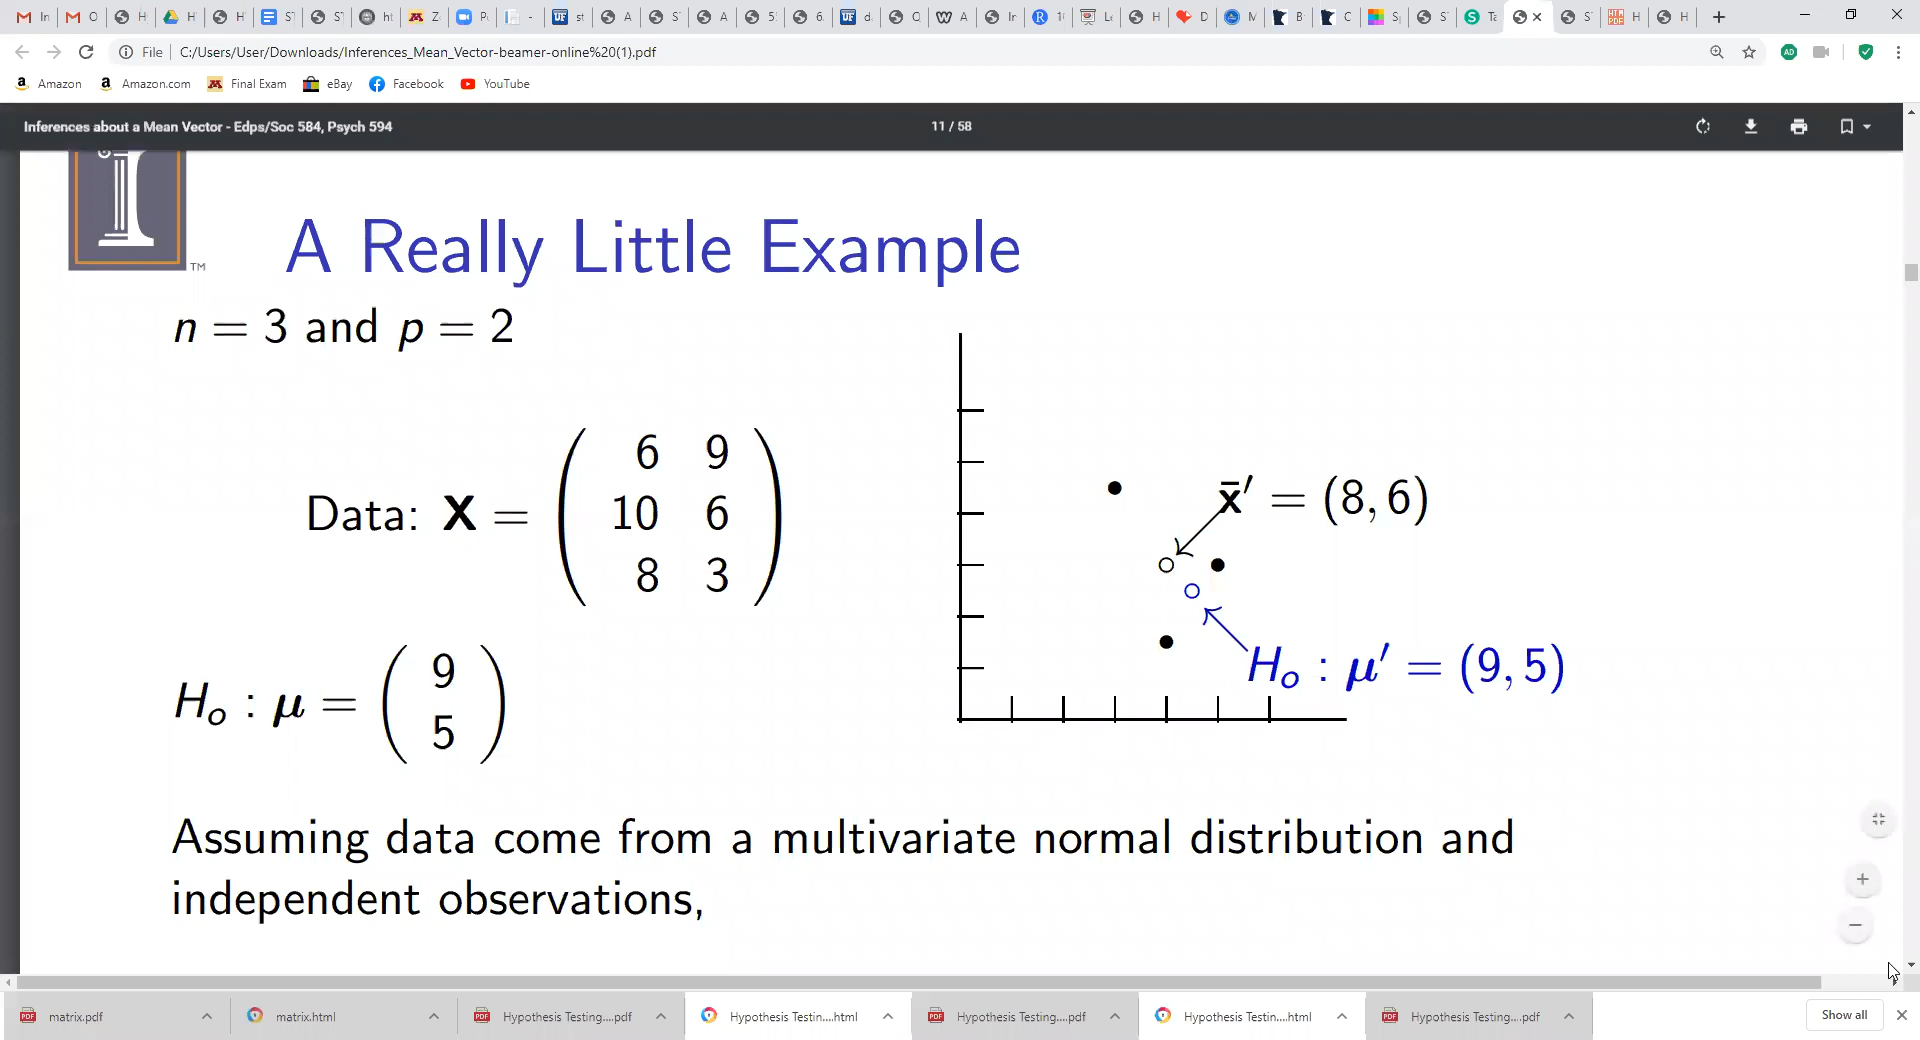 File C:/Users/User/Downloads/Inferences_Mean_Vector-beamer-online%20(1).pdf
Amazon Amazon.com Final Exam eBay Facebook YouTube
Inferences about a Mean Vector - Edps/Soc 584, Psych 594 11 / 58
TM
A Really Little Example
n = 3 and p = 2
Data: X =
6 9
10 6
8 3
x̄′ = (8, 6)
Hₒ : μ′ = (9, 5)
Hₒ : μ =
9
5
Assuming data come from a multivariate normal distribution and
independent observations,
matrix.pdf matrix.html Hypothesis Testing....pdf Hypothesis Testin....html Hypothesis Testing....pdf Hypothesis Testin....html Hypothesis Testing....pdf Show all